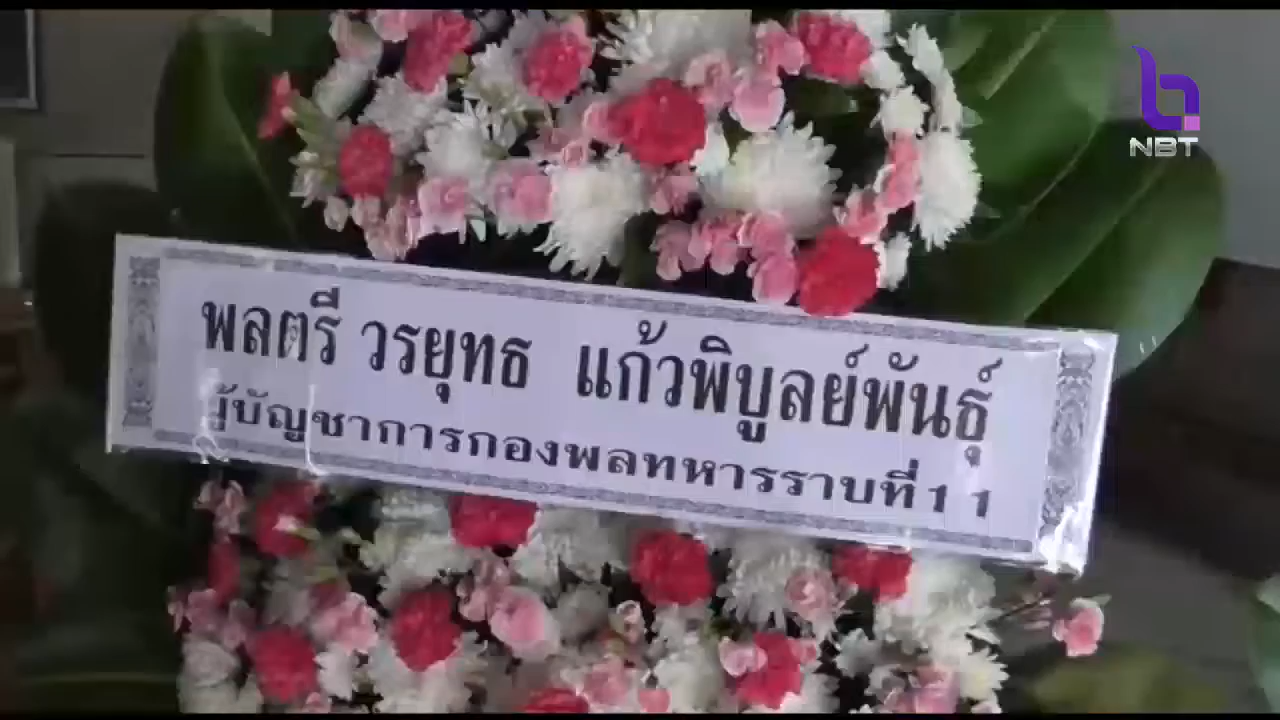 NBT
พลตรี วรยุทธ แก้วพิบูลย์พันธุ์
ผู้บัญชาการกองพลทหารราบที่11